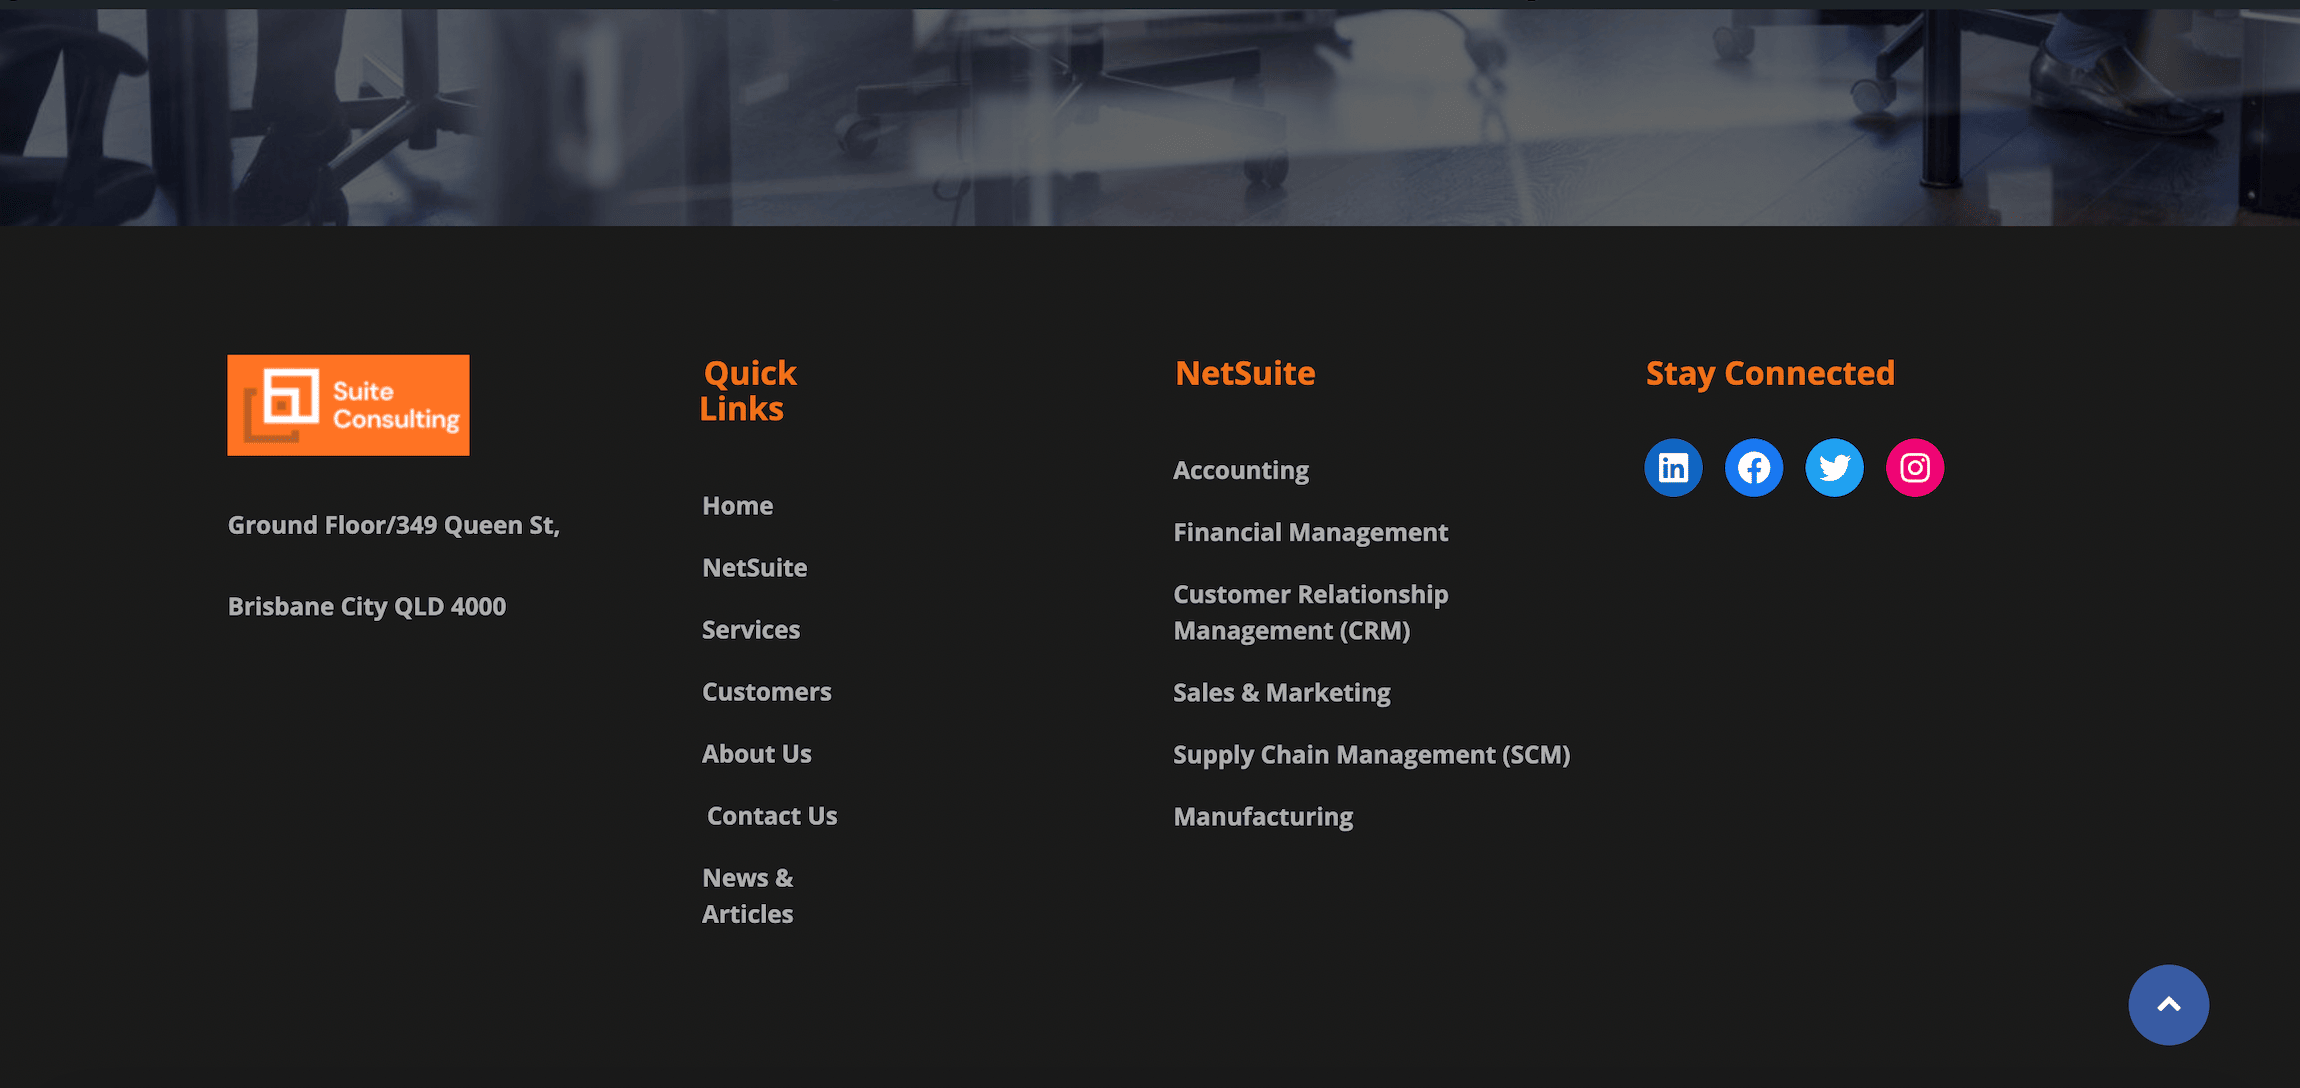 Suite
Consulting
Ground Floor/349 Queen St,
Brisbane City QLD 4000
Quick
Links
Home
NetSuite
Services
Customers
About Us
Contact Us
News &
Articles
NetSuite
Accounting
Financial Management
Customer Relationship
Management (CRM)
Sales & Marketing
Supply Chain Management (SCM)
Manufacturing
Stay Connected
in